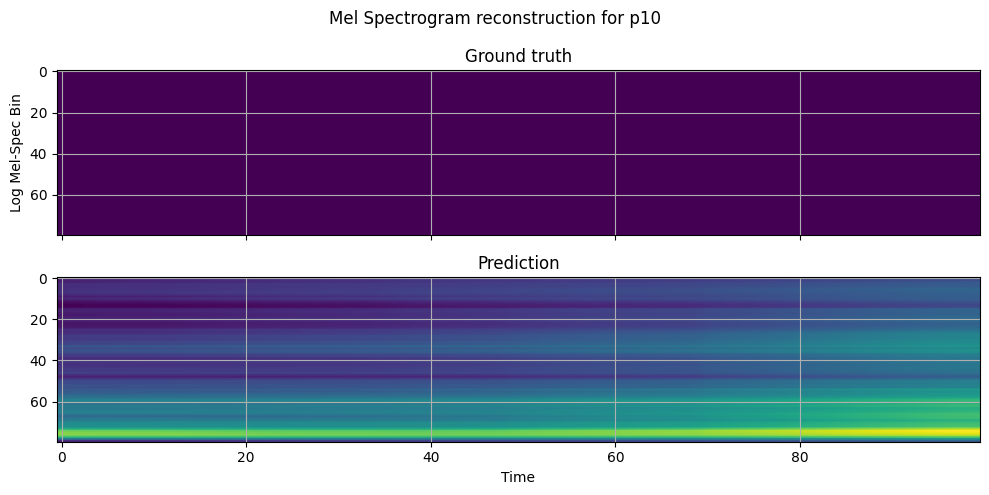 Mel Spectrogram reconstruction for p10
Ground truth
0
20
40
60
Log Mel-Spec Bin
Prediction
0
20
40
60
0 20 40 60 80
Time